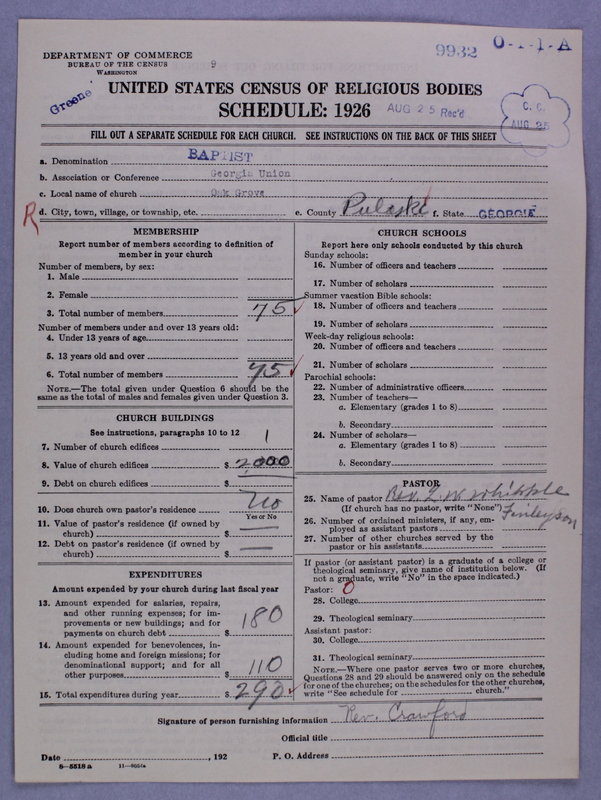 DEPARTMENT OF COMMERCE
BUREAU OF THE CENSUS
WASHINGTON
9
9932
O-1-1-A
Greene
UNITED STATES CENSUS OF RELIGIOUS BODIES
SCHEDULE: 1926
AUG 25 Rec'd
C. C.
AUG 25
FILL OUT A SEPARATE SCHEDULE FOR EACH CHURCH. SEE INSTRUCTIONS ON THE BACK OF THIS SHEET
a. Denomination BAPTIST
b. Association or Conference Georgia Union
c. Local name of church Oak Grove
R d. City, town, village, or township, etc. e. County Pulaski f. State GEORGIE
MEMBERSHIP
Report number of members according to definition of
member in your church
Number of members, by sex:
1. Male
2. Female
3. Total number of members 75
Number of members under and over 13 years old:
4. Under 13 years of age
5. 13 years old and over
6. Total number of members 75
NOTE.—The total given under Question 6 should be the
same as the total of males and females given under Question 3.
CHURCH BUILDINGS
See instructions, paragraphs 10 to 12
7. Number of church edifices 1
8. Value of church edifices $ 2,000
9. Debt on church edifices $
10. Does church own pastor's residence no
Yes or No
11. Value of pastor's residence (if owned by
church) $ —
12. Debt on pastor's residence (if owned by
church) $ —
EXPENDITURES
Amount expended by your church during last fiscal year
13. Amount expended for salaries, repairs,
and other running expenses; for im-
provements or new buildings; and for
payments on church debt $ 180
14. Amount expended for benevolences, in-
cluding home and foreign missions; for
denominational support; and for all
other purposes $ 110
15. Total expenditures during year $ 290
CHURCH SCHOOLS
Report here only schools conducted by this church
Sunday schools:
16. Number of officers and teachers
17. Number of scholars
Summer vacation Bible schools:
18. Number of officers and teachers
19. Number of scholars
Week-day religious schools:
20. Number of officers and teachers
21. Number of scholars
Parochial schools:
22. Number of administrative officers
23. Number of teachers—
a. Elementary (grades 1 to 8)
b. Secondary
24. Number of scholars—
a. Elementary (grades 1 to 8)
b. Secondary
PASTOR
25. Name of pastor Rev. L. W. Whipple
(If church has no pastor, write "None") Finleyson
26. Number of ordained ministers, if any, em-
ployed as assistant pastors
27. Number of other churches served by the
pastor or his assistants
If pastor (or assistant pastor) is a graduate of a college or
theological seminary, give name of institution below. (If
not a graduate, write "No" in the space indicated.)
Pastor: 0
28. College
29. Theological seminary
Assistant pastor:
30. College
31. Theological seminary
NOTE.—Where one pastor serves two or more churches,
Questions 28 and 29 should be answered only on the schedule
for one of the churches; on the schedules for the other churches,
write "See schedule for church."
Signature of person furnishing information Rev. Crawford
Official title
Date , 192 P. O. Address